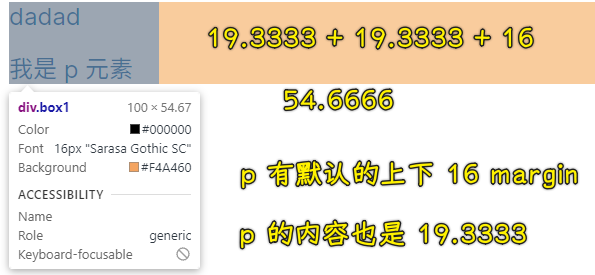 dadad
19.3333 + 19.3333 + 16
我是 p 元素
div.box1 100 × 54.67
54.6666
Color #000000
Font 16px "Sarasa Gothic SC"
Background #F4A460
p 有默认的上下 16 margin
ACCESSIBILITY
Name
Role generic
p 的内容也是 19.3333
Keyboard-focusable